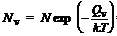 N_v = N exp(-Q_v/kT),